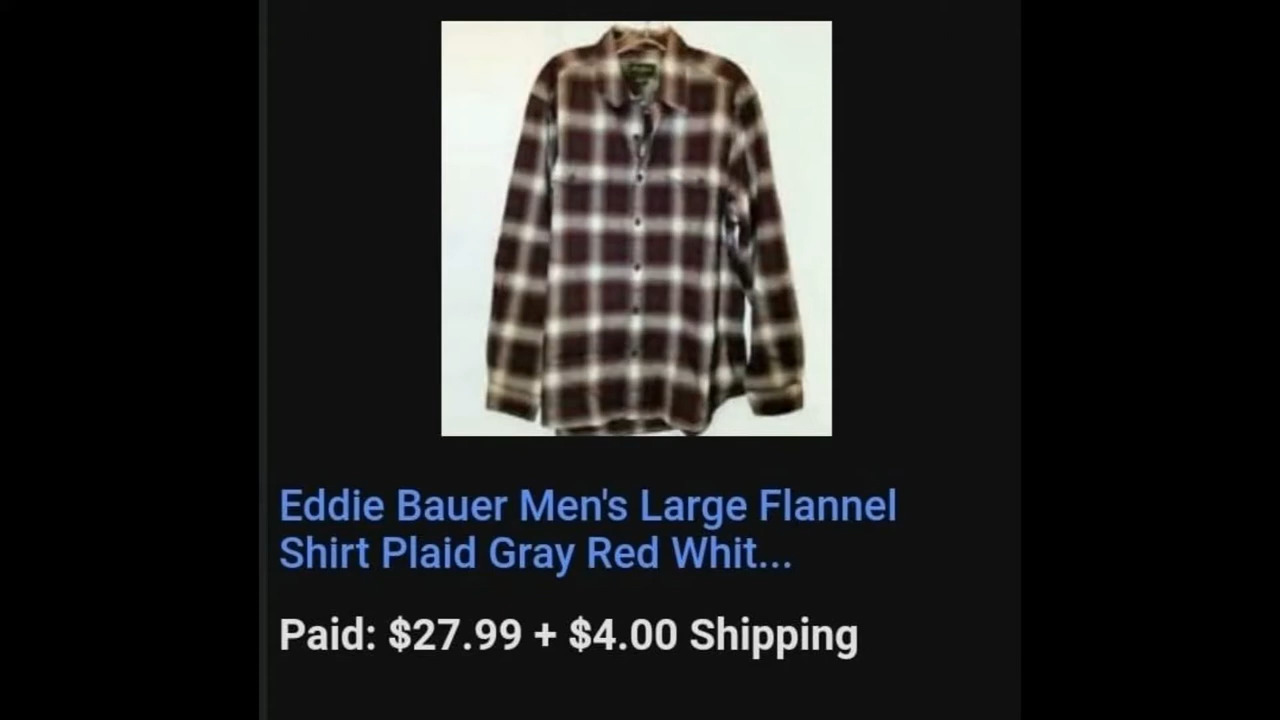 Eddie Bauer Men's Large Flannel
Shirt Plaid Gray Red Whit...
Paid: $27.99 + $4.00 Shipping